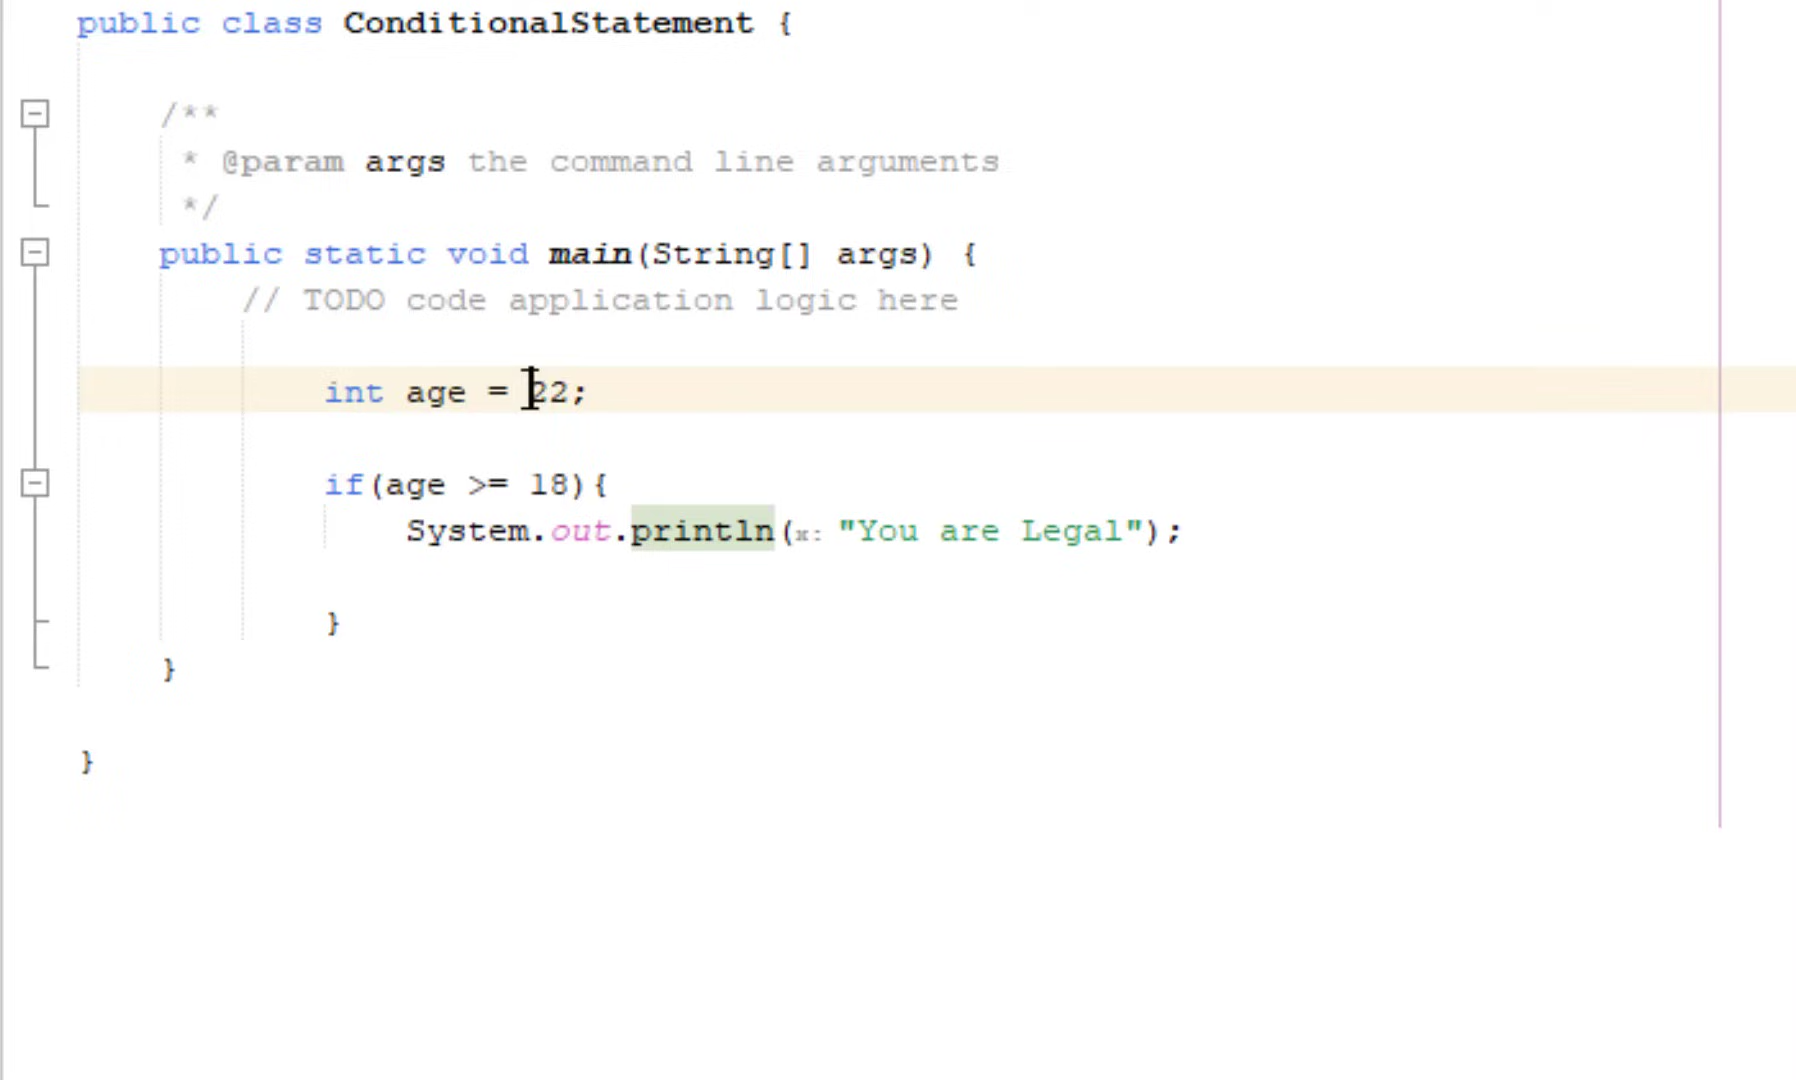 public class ConditionalStatement {
/**
* @param args the command line arguments
*/
public static void main(String[] args) {
// TODO code application logic here
int age = 22;
if(age >= 18){
System.out.println(x: "You are Legal");
}
}
}